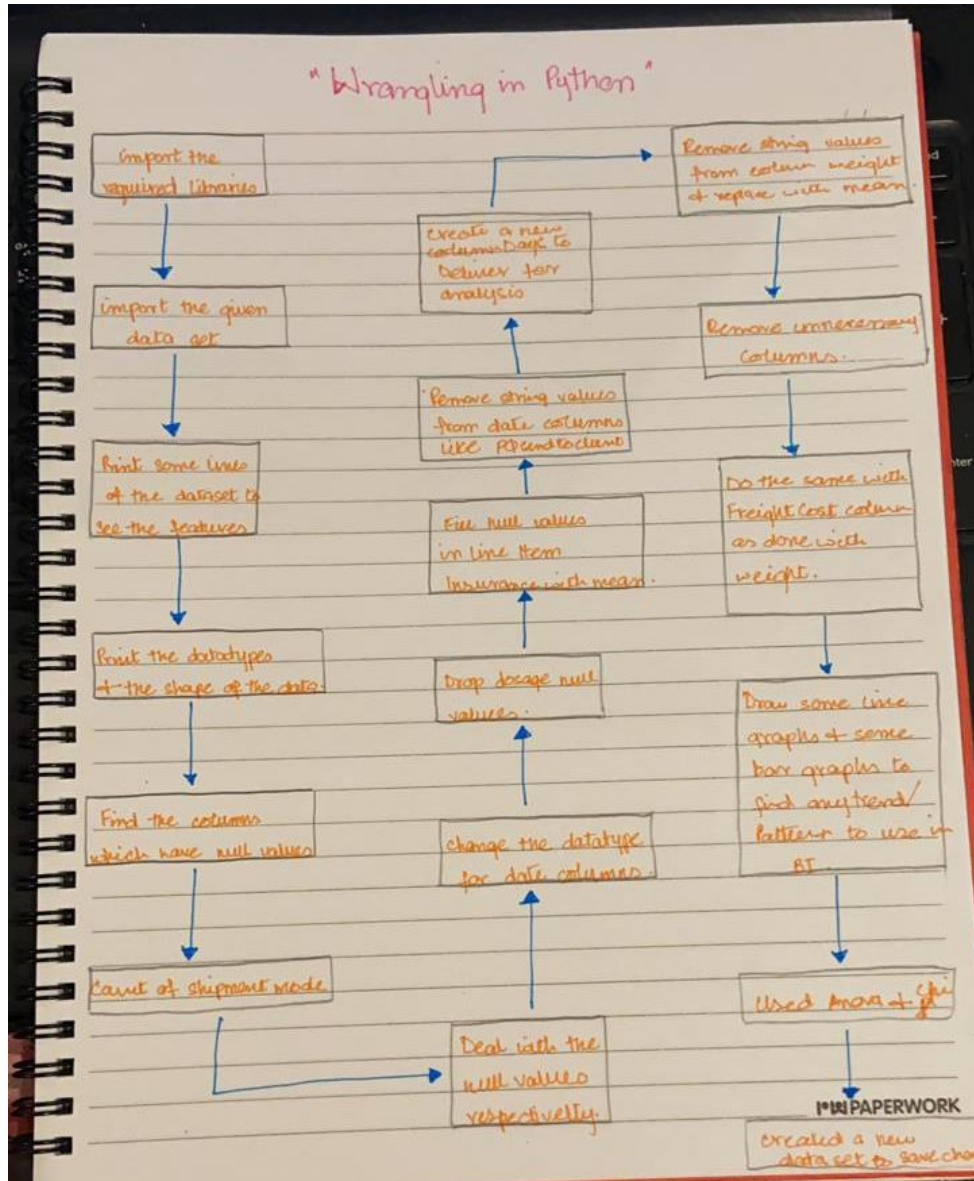 "Wrangling in Python"
import the
required libraries
import the given
data set
Print some lines
of the dataset to
see the features
Print the datatypes
+ the shape of the data.
Find the columns
which have null values
Count of shipment mode
Deal with the
null values
respectivelly.
change the datatype
for date columns.
Drop dosage null
values.
Fill null values
in Line Item
Insurance with mean.
Remove string values
from date columns
like PQ
create a new
column Days to
Deliver for
analysis
Remove string values
from column weight
+ replace with mean.
Remove unnecessary
columns.
Do the same with
Freight Cost column
as done with
weight.
Draw some line
graphs + some
bar graphs to
find any trend/
Pattern to use in
BI
Used Anova + chi
PAPERWORK
created a new
data set to save